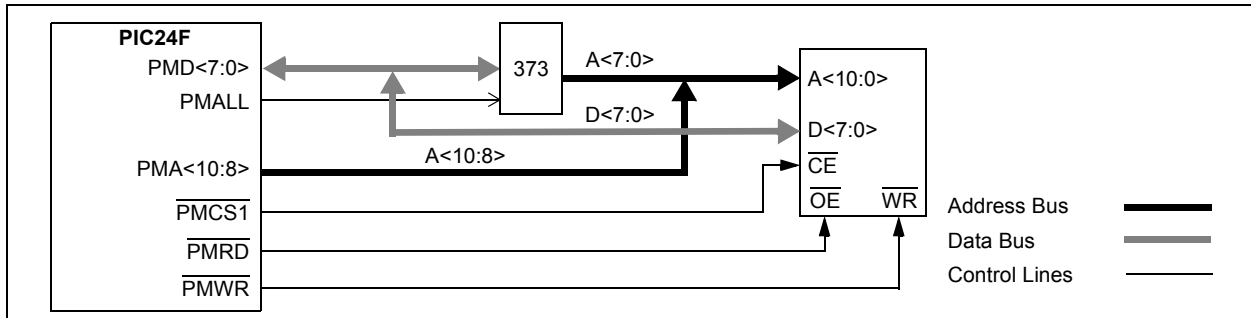 PIC24F
PMD<7:0>
PMALL
PMA<10:8>
PMCS1
PMRD
PMWR
373
A<7:0>
D<7:0>
A<10:8>
A<10:0>
D<7:0>
CE
OE WR
Address Bus
Data Bus
Control Lines